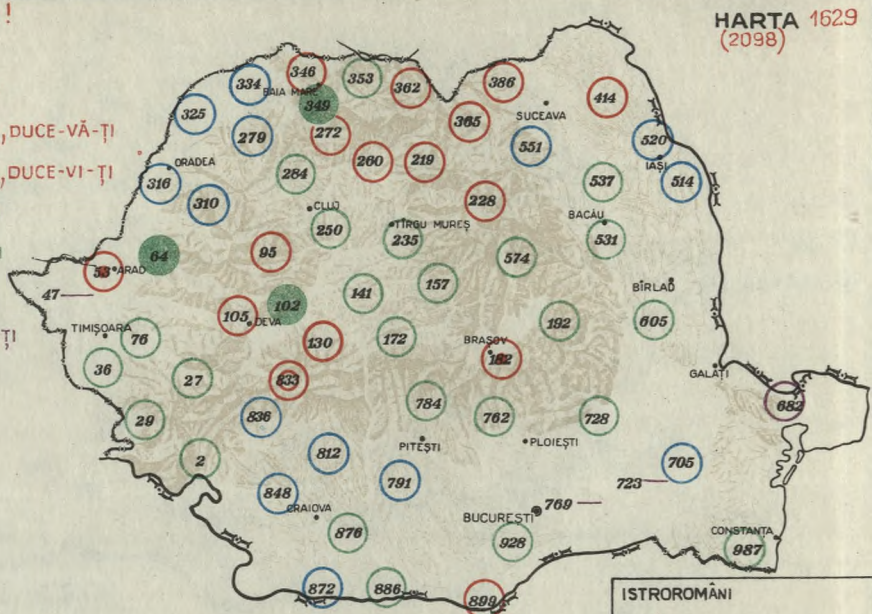 !
HARTA 1629
(2098)
346
353
334
362
386
BAIA MARE
349
414
325
SUCEAVA
365
279
272
,DUCE-VĂ-ȚI
520
551
IAȘI
260
219
ORADEA
284
,DUCE-VI-ȚI
316
537
514
310
228
CLUJ
BACĂU
250
TÎRGU MUREȘ
235
531
95
64
574
53
ARAD
157
BÎRLAD
47
141
102
105
DEVA
192
605
TIMIȘOARA
76
130
172
ȚI
BRAȘOV
182
36
27
833
GALAȚI
784
682
29
836
762
728
PITEȘTI
PLOIEȘTI
812
2
705
791
723
848
769
CRAIOVA
BUCUREȘTI
876
928
CONSTANȚA
987
872
886
899
ISTROROMÂNI